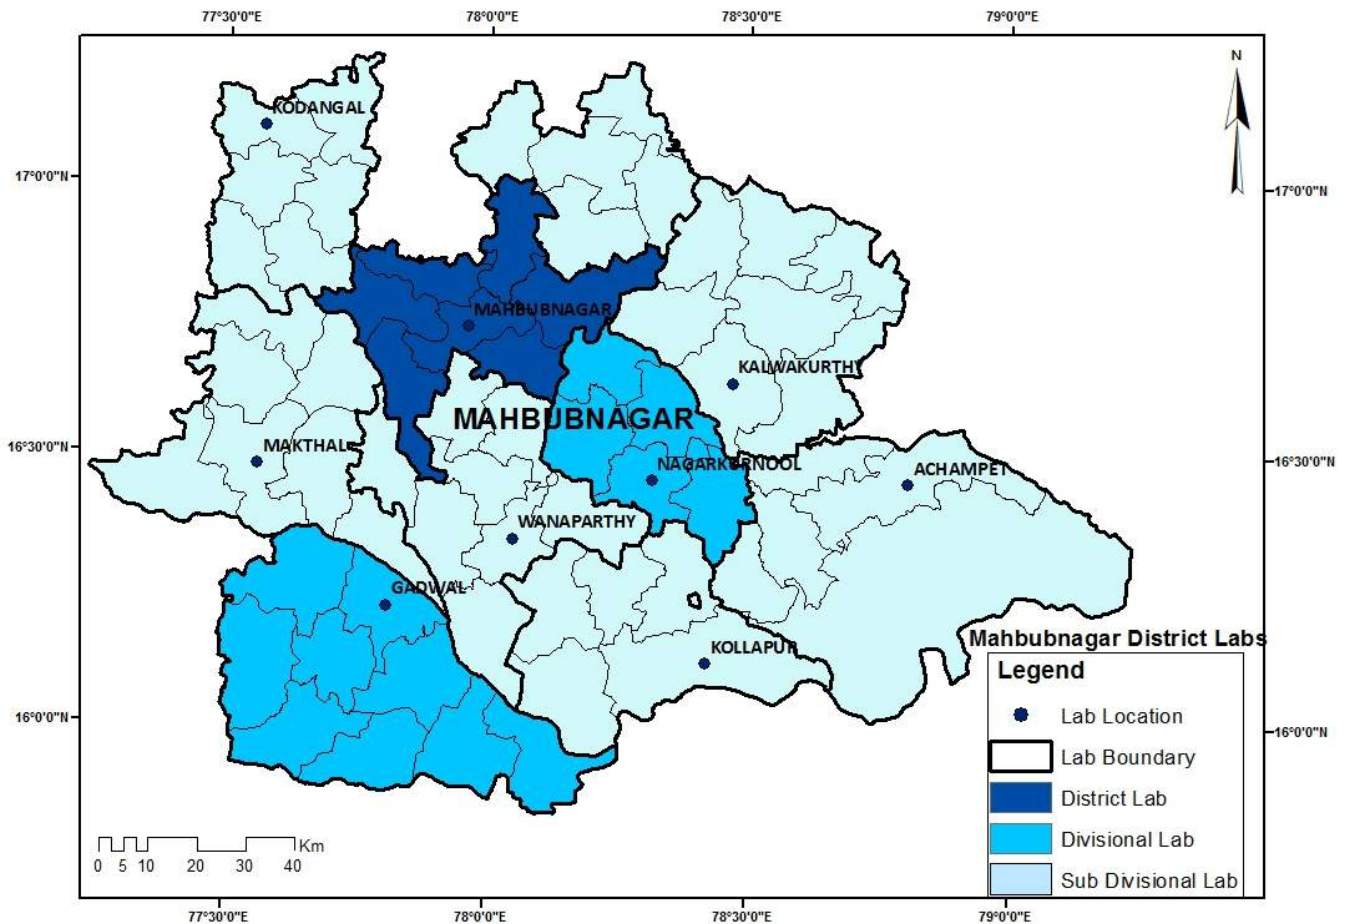 77°30'0"E 78°0'0"E 78°30'0"E 79°0'0"E
N
KODANGAL
17°0'0"N 17°0'0"N
MAHBUBNAGAR
KALWAKURTHY
MAHBUBNAGAR
MAKTHAL
16°30'0"N 16°30'0"N
NAGARKURNOOL
ACHAMPET
WANAPARTHY
GADWAL
KOLLAPUR
16°0'0"N 16°0'0"N
Mahbubnagar District Labs
Legend
Lab Location
Lab Boundary
District Lab
Divisional Lab
Sub Divisional Lab
Km
0 5 10 20 30 40
77°30'0"E 78°0'0"E 78°30'0"E 79°0'0"E